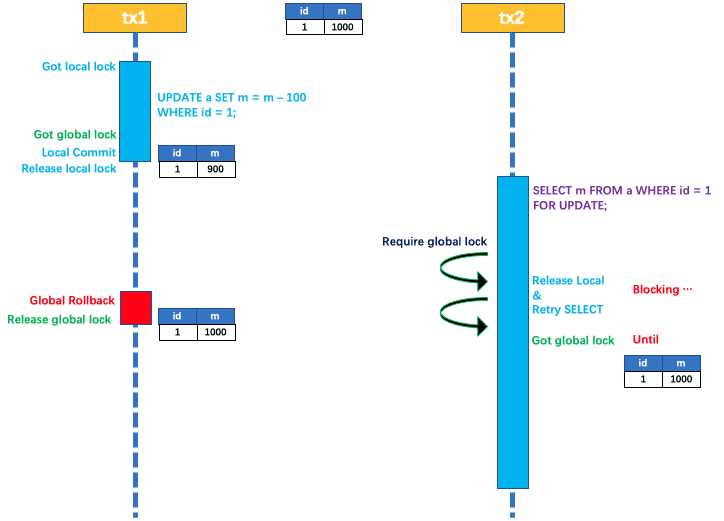 tx1
id m
1 1000
tx2
Got local lock
UPDATE a SET m = m – 100
WHERE id = 1;
Got global lock
Local Commit
Release local lock
id m
1 900
SELECT m FROM a WHERE id = 1
FOR UPDATE;
Require global lock
Release Local
&
Retry SELECT
Blocking ···
Global Rollback
Release global lock
id m
1 1000
Got global lock
Until
id m
1 1000